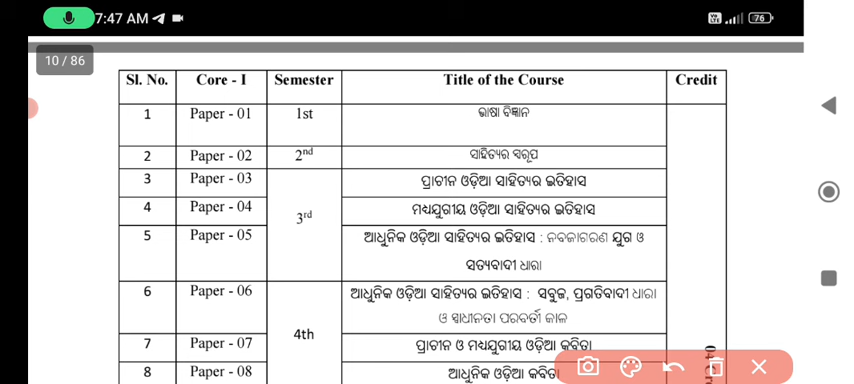 7:47 AM
Vo LTE 76
10 / 86
Sl. No. Core - I Semester Title of the Course Credit
1 Paper - 01 1st ଭାଷା ବିଜ୍ଞାନ
2 Paper - 02 2nd ସାହିତ୍ୟର ସ୍ୱରୂପ
3 Paper - 03 ପ୍ରାଚୀନ ଓଡ଼ିଆ ସାହିତ୍ୟର ଇତିହାସ
3rd
4 Paper - 04 ମଧ୍ୟଯୁଗୀୟ ଓଡ଼ିଆ ସାହିତ୍ୟର ଇତିହାସ
5 Paper - 05 ଆଧୁନିକ ଓଡ଼ିଆ ସାହିତ୍ୟର ଇତିହାସ : ନବଜାଗରଣ ଯୁଗ ଓ
ସତ୍ୟବାଦୀ ଧାରା
6 Paper - 06 ଆଧୁନିକ ଓଡ଼ିଆ ସାହିତ୍ୟର ଇତିହାସ : ସବୁଜ, ପ୍ରଗତିବାଦୀ ଧାରା
ଓ ସ୍ୱାଧୀନତା ପରବର୍ତୀ କାଳ
4th
7 Paper - 07 ପ୍ରାଚୀନ ଓ ମଧ୍ୟଯୁଗୀୟ ଓଡ଼ିଆ କବିତା
8 Paper - 08 ଆଧୁନିକ ଓଡ଼ିଆ କବିତା